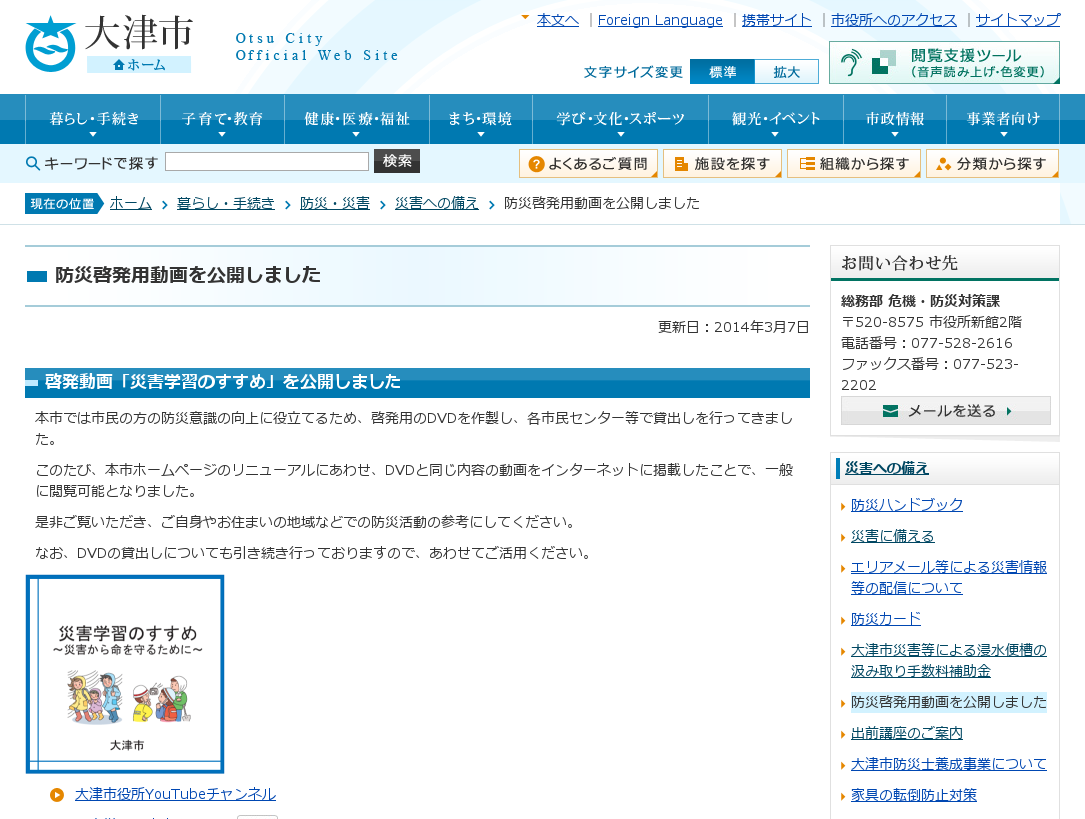 大津市
ホーム
Otsu City
Official Web Site
本文へ
Foreign Language
携帯サイト
市役所へのアクセス
サイトマップ
文字サイズ変更
標準
拡大
閲覧支援ツール
(音声読み上げ・色変更)
暮らし・手続き
子育て・教育
健康・医療・福祉
まち・環境
学び・文化・スポーツ
観光・イベント
市政情報
事業者向け
キーワードで探す
検索
よくあるご質問
施設を探す
組織から探す
分類から探す
現在の位置
ホーム
暮らし・手続き
防災・災害
災害への備え
防災啓発用動画を公開しました
防災啓発用動画を公開しました
更新日：2014年3月7日
啓発動画「災害学習のすすめ」を公開しました
本市では市民の方の防災意識の向上に役立てるため、啓発用のDVDを作製し、各市民センター等で貸出しを行ってきまし
た。
このたび、本市ホームページのリニューアルにあわせ、DVDと同じ内容の動画をインターネットに掲載したことで、一般
に閲覧可能となりました。
是非ご覧いただき、ご自身やお住まいの地域などでの防災活動の参考にしてください。
なお、DVDの貸出しについても引き続き行っておりますので、あわせてご活用ください。
災害学習のすすめ
～災害から命を守るために～
大津市
大津市役所YouTubeチャンネル
お問い合わせ先
総務部 危機・防災対策課
〒520-8575 市役所新館2階
電話番号：077-528-2616
ファックス番号：077-523-
2202
メールを送る
災害への備え
防災ハンドブック
災害に備える
エリアメール等による災害情報
等の配信について
防災カード
大津市災害等による浸水便槽の
汲み取り手数料補助金
防災啓発用動画を公開しました
出前講座のご案内
大津市防災士養成事業について
家具の転倒防止対策